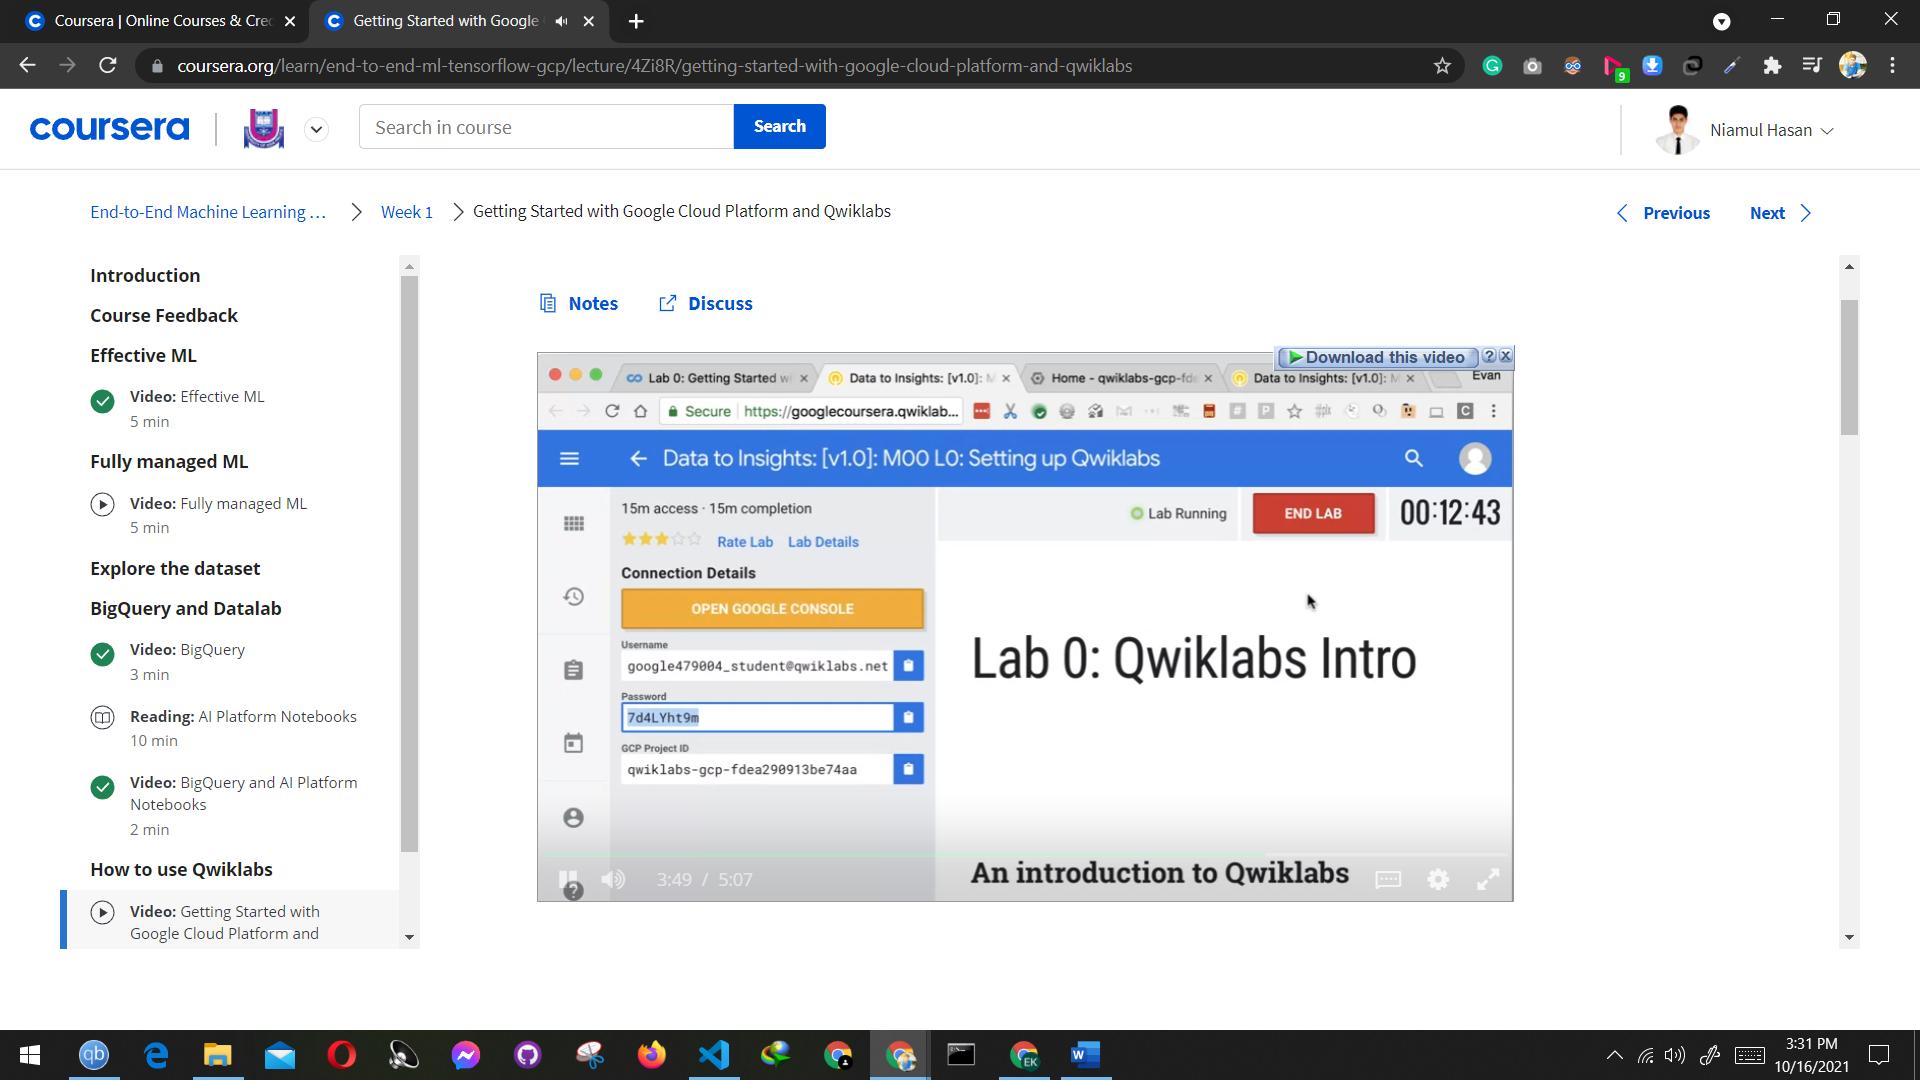 Coursera | Online Courses & Cred
Getting Started with Google
coursera.org/learn/end-to-end-ml-tensorflow-gcp/lecture/4Zi8R/getting-started-with-google-cloud-platform-and-qwiklabs
9
coursera
Search in course
Search
Niamul Hasan
End-to-End Machine Learning ...
Week 1
Getting Started with Google Cloud Platform and Qwiklabs
Previous
Next
Introduction
Course Feedback
Effective ML
Video: Effective ML
5 min
Fully managed ML
Video: Fully managed ML
5 min
Explore the dataset
BigQuery and Datalab
Video: BigQuery
3 min
Reading: AI Platform Notebooks
10 min
Video: BigQuery and AI Platform
Notebooks
2 min
How to use Qwiklabs
Video: Getting Started with
Google Cloud Platform and
Notes
Discuss
Download this video
Lab 0: Getting Started wi
Data to Insights: [v1.0]: M
Home - qwiklabs-gcp-fde
Data to Insights: [v1.0]: M
Evan
Secure
https://googlecoursera.qwiklab...
Data to Insights: [v1.0]: M00 L0: Setting up Qwiklabs
15m access · 15m completion
Rate Lab
Lab Details
Lab Running
END LAB
00:12:43
Connection Details
OPEN GOOGLE CONSOLE
Username
google479004_student@qwiklabs.net
Password
7d4LYht9m
GCP Project ID
qwiklabs-gcp-fdea290913be74aa
Lab 0: Qwiklabs Intro
An introduction to Qwiklabs
3:49 / 5:07
qb
EK
3:31 PM
10/16/2021